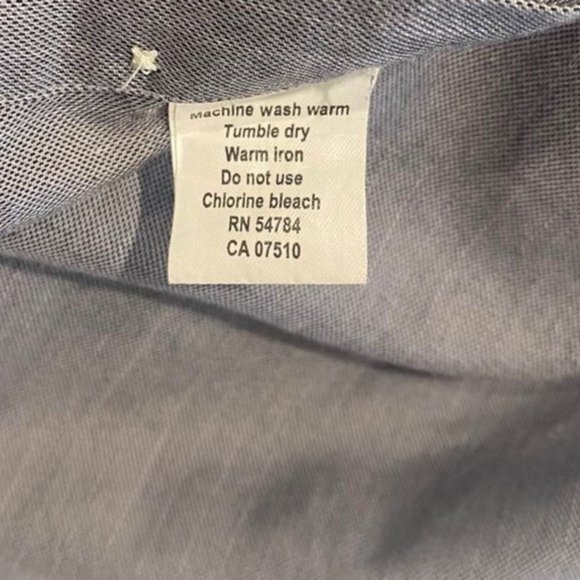 Machine wash warm
Tumble dry
Warm iron
Do not use
Chlorine bleach
RN 54784
CA 07510